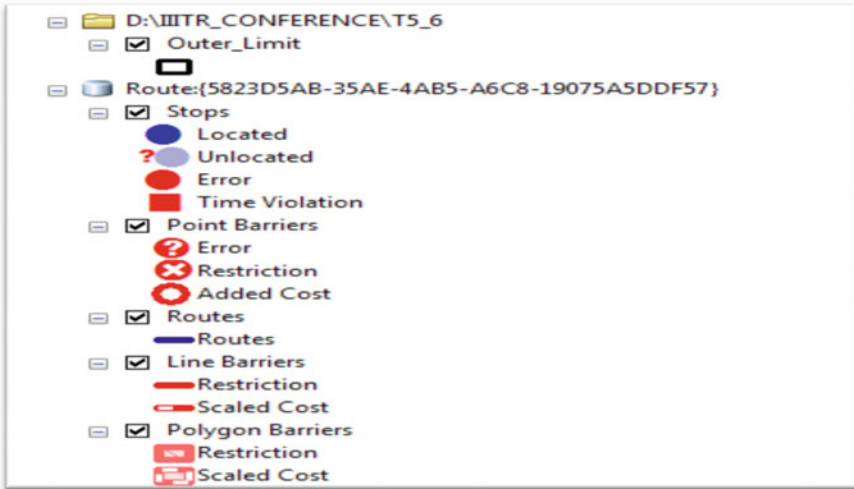 D:\IIITR_CONFERENCE\T5_6
Outer_Limit
Route:{5823D5AB-35AE-4AB5-A6C8-19075A5DDF57}
Stops
Located
? Unlocated
Error
Time Violation
Point Barriers
? Error
Restriction
Added Cost
Routes
Routes
Line Barriers
Restriction
Scaled Cost
Polygon Barriers
Restriction
Scaled Cost